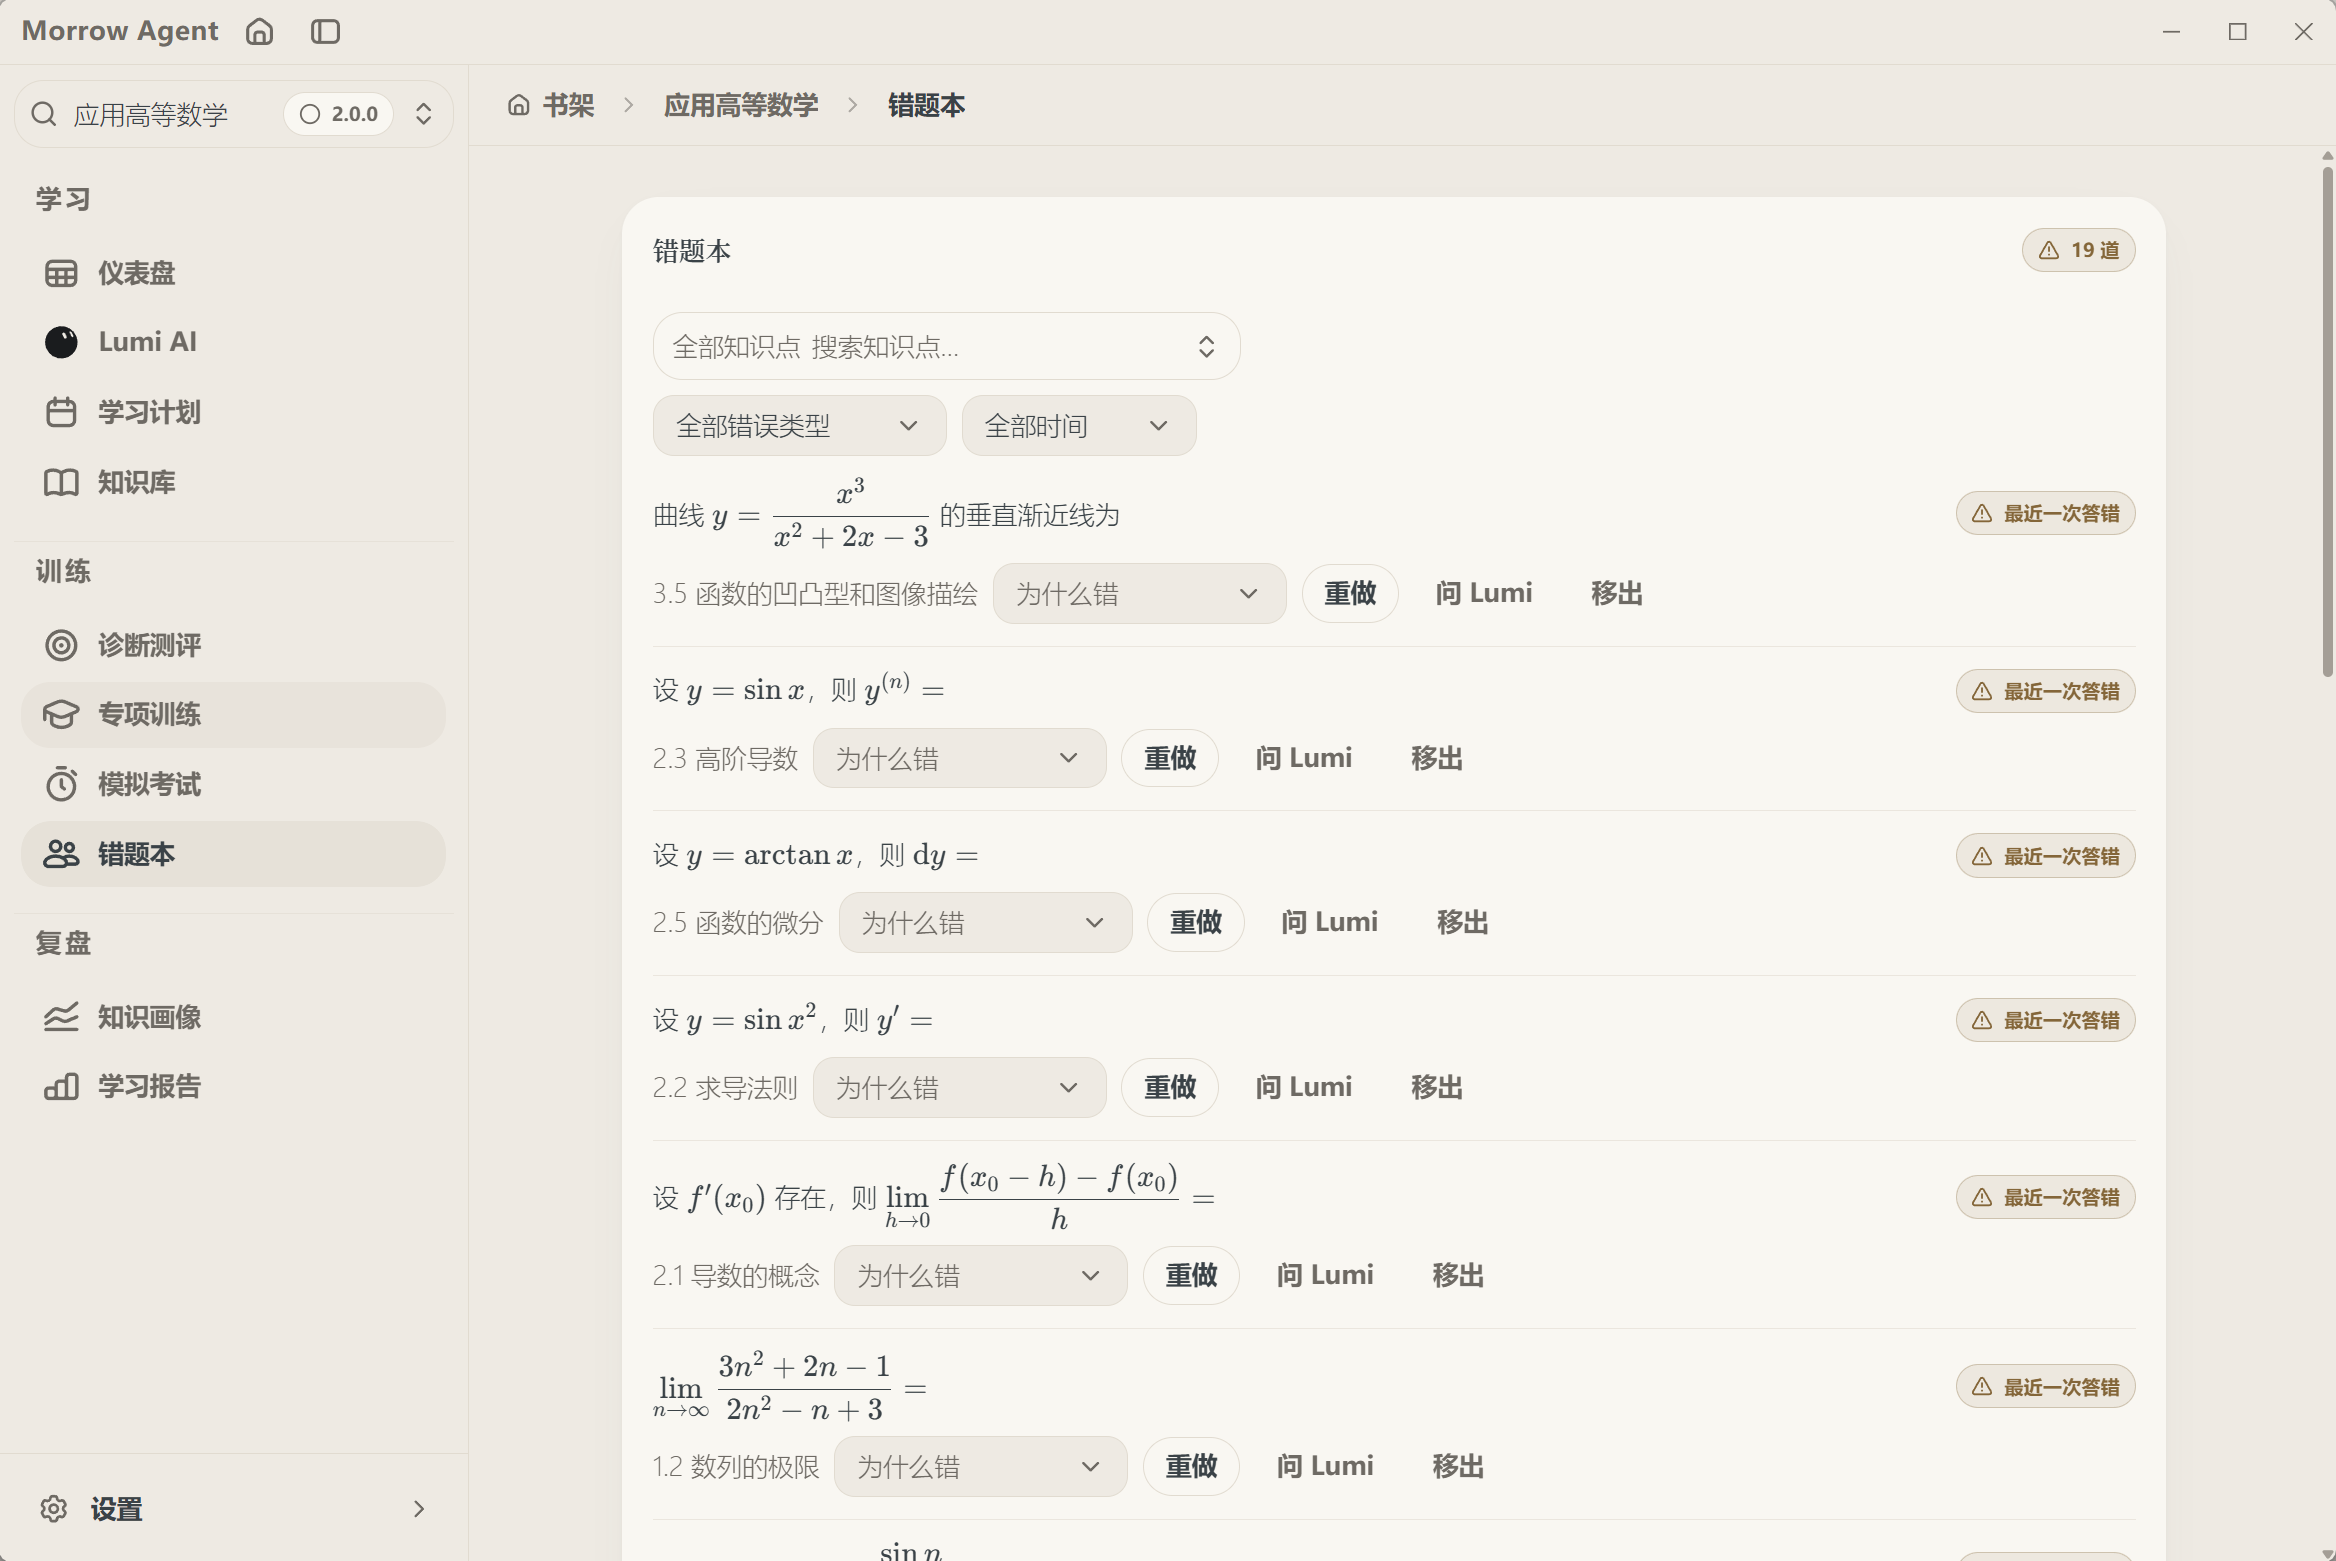 Morrow Agent
应用高等数学 2.0.0
学习
仪表盘
Lumi AI
学习计划
知识库
训练
诊断测评
专项训练
模拟考试
错题本
复盘
知识画像
学习报告
设置
书架 > 应用高等数学 > 错题本
错题本 19 道
全部知识点 搜索知识点...
全部错误类型 全部时间
曲线 y = x³/(x² + 2x − 3) 的垂直渐近线为 最近一次答错
3.5 函数的凹凸型和图像描绘 为什么错 重做 问 Lumi 移出
设 y = sin x，则 y⁽ⁿ⁾ = 最近一次答错
2.3 高阶导数 为什么错 重做 问 Lumi 移出
设 y = arctan x，则 dy = 最近一次答错
2.5 函数的微分 为什么错 重做 问 Lumi 移出
设 y = sin x²，则 y′ = 最近一次答错
2.2 求导法则 为什么错 重做 问 Lumi 移出
设 f′(x₀) 存在，则 lim h→0 (f(x₀ − h) − f(x₀))/h = 最近一次答错
2.1 导数的概念 为什么错 重做 问 Lumi 移出
lim n→∞ (3n² + 2n − 1)/(2n² − n + 3) = 最近一次答错
1.2 数列的极限 为什么错 重做 问 Lumi 移出
sin n